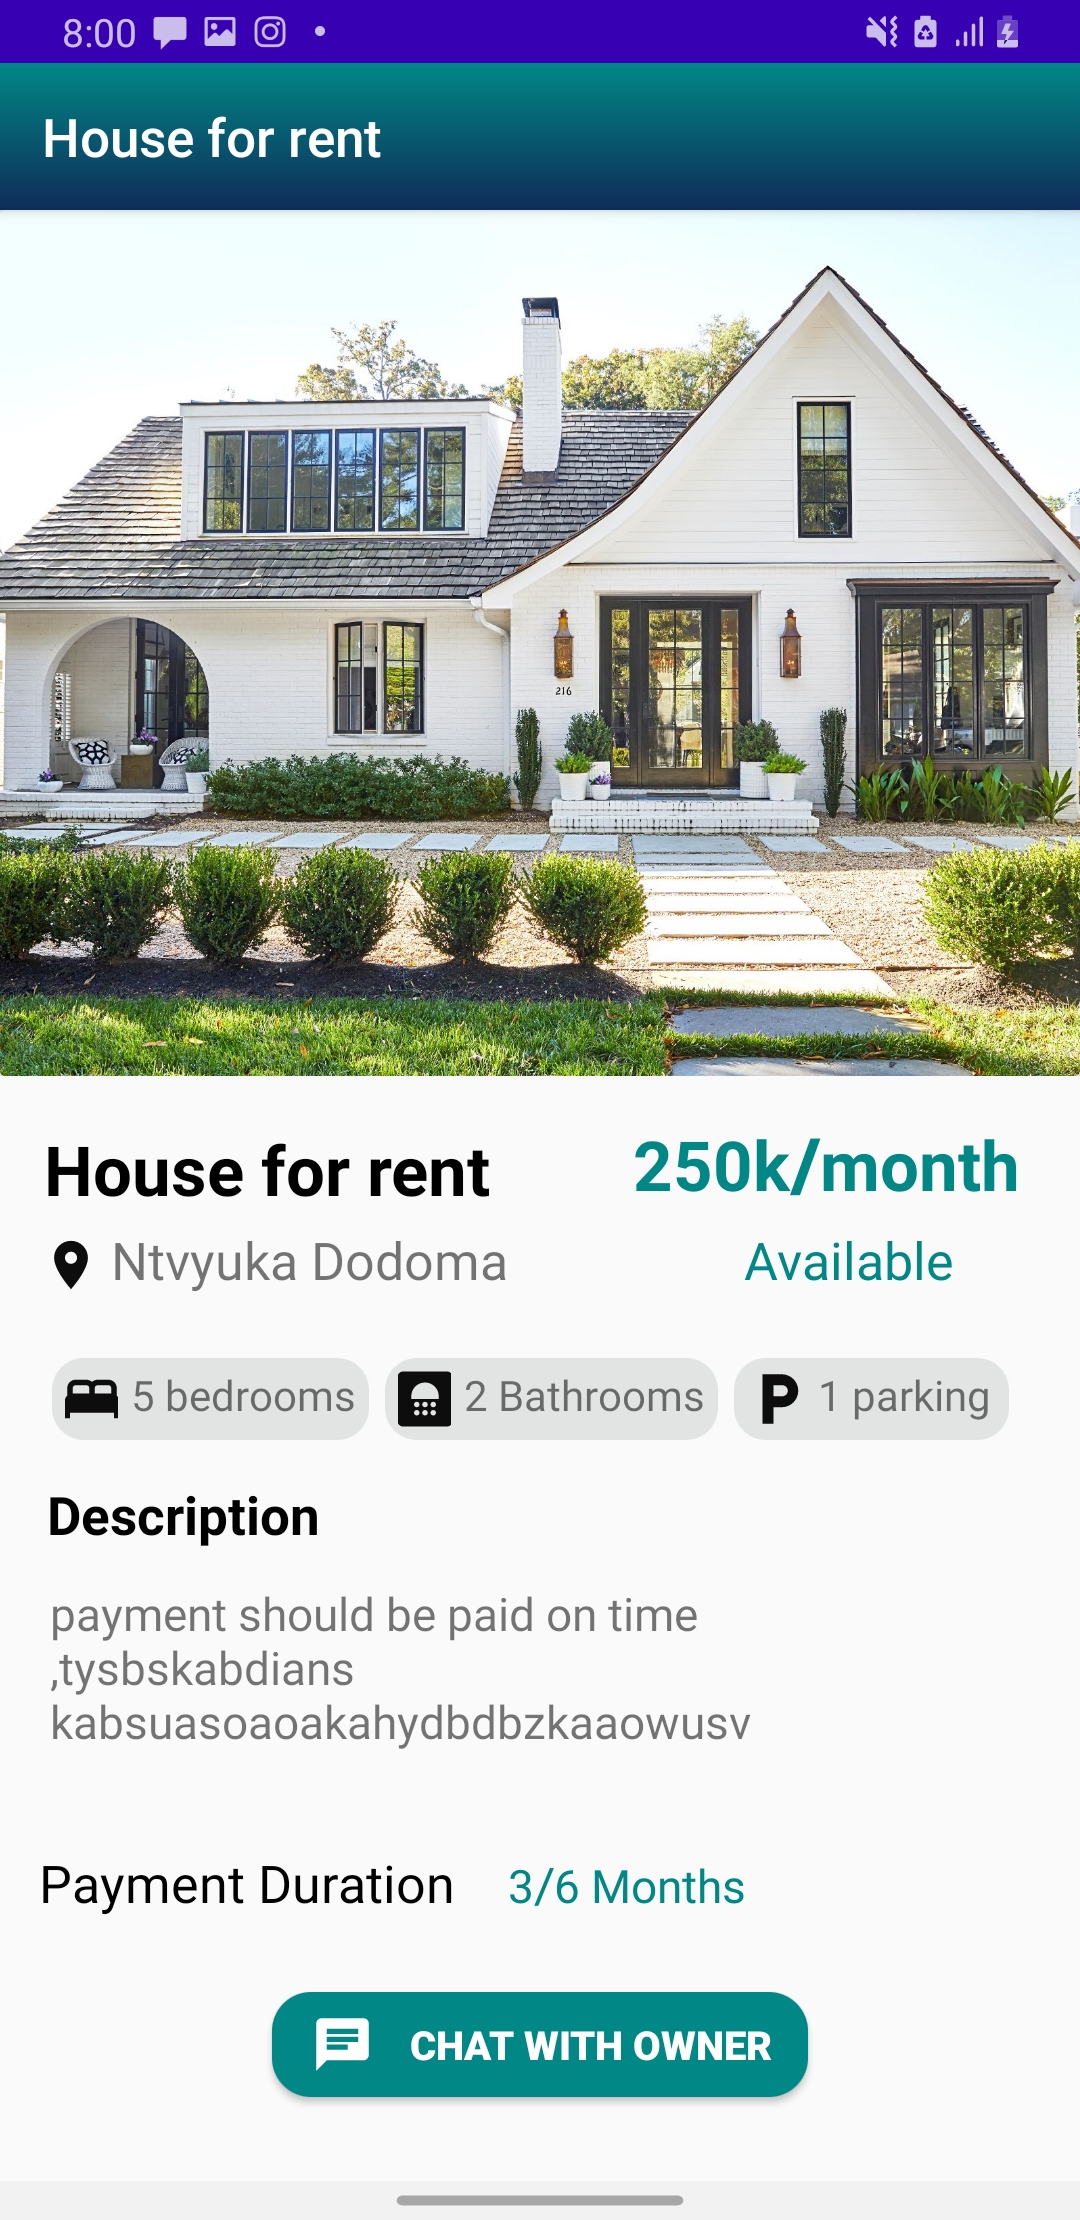 8:00
House for rent
216
House for rent
250k/month
Ntvyuka Dodoma
Available
5 bedrooms
2 Bathrooms
P 1 parking
Description
payment should be paid on time
,tysbskabdians
kabsuasoaoakahydbdbzkaaowusv
Payment Duration
3/6 Months
CHAT WITH OWNER